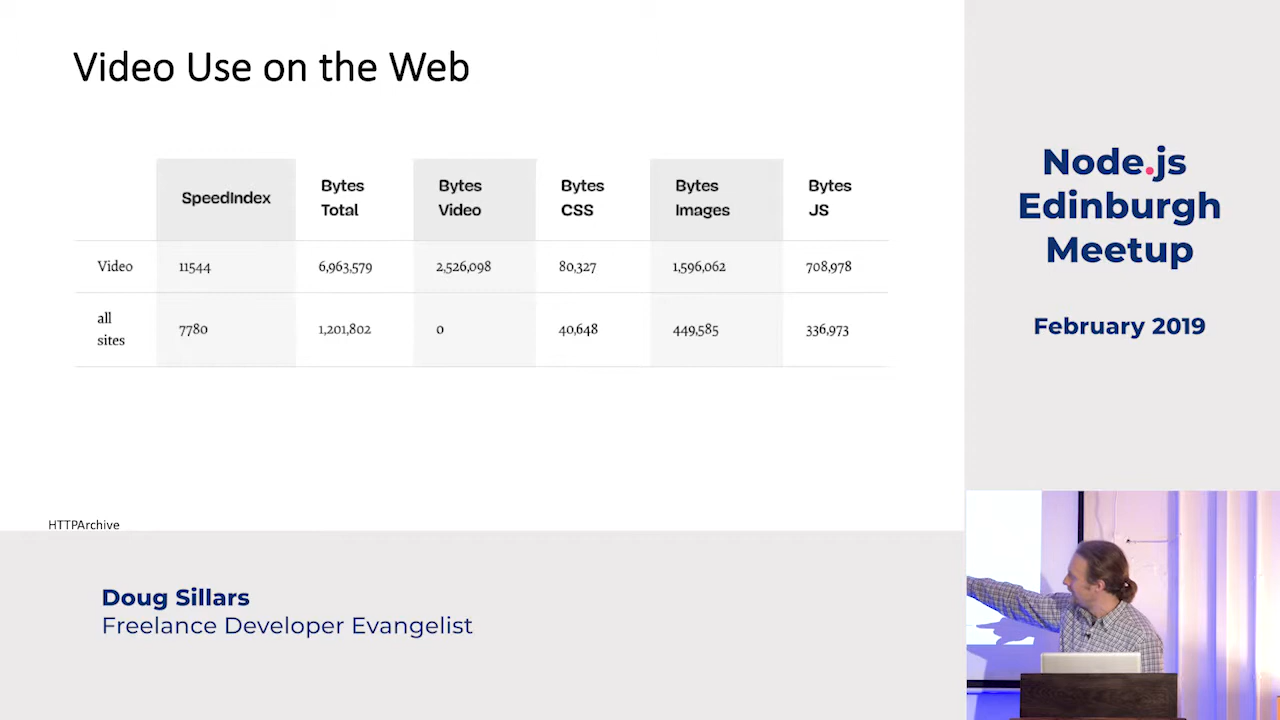 Video Use on the Web
SpeedIndex
Bytes
Total
Bytes
Video
Bytes
CSS
Bytes
Images
Bytes
JS
Video 11544 6,963,579 2,526,098 80,327 1,596,062 708,978
all
sites
7780 1,201,802 0 40,648 449,585 336,973
HTTPArchive
Node.js
Edinburgh
Meetup
February 2019
Doug Sillars
Freelance Developer Evangelist